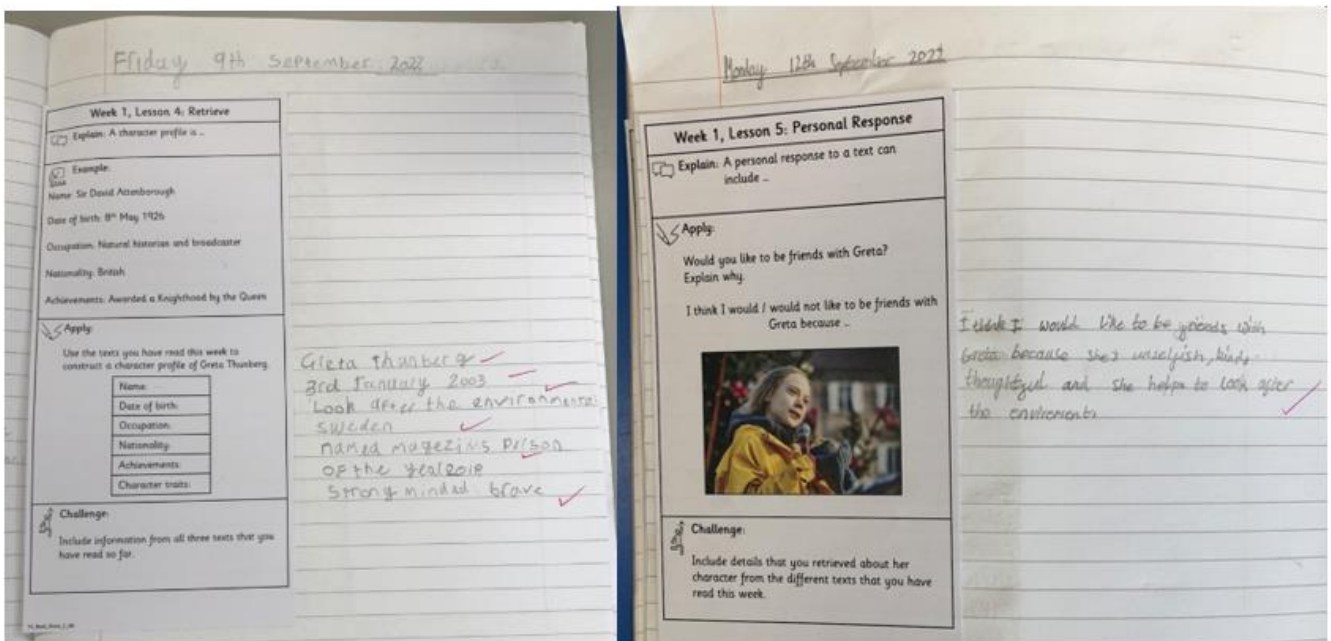 Friday 9th September 2022
Week 1, Lesson 4: Retrieve
Explain: A character profile is ..
Example:
Name: Sir David Attenborough
Date of birth: 8th May 1926
Occupation: Natural historian and broadcaster
Nationality: British
Achievements: Awarded a Knighthood by the Queen
Apply:
Use the texts you have read this week to
construct a character profile of Greta Thunberg.
Name:
Date of birth:
Occupation:
Nationality:
Achievements:
Character traits:
Challenge:
Include information from all three texts that you
have read so far.
Greta Thunberg
3rd January 2003
Look after the environmental
sweden
named magezins person
of the year 2018
Strong minded brave
Monday 12th September 2022
Week 1, Lesson 5: Personal Response
Explain: A personal response to a text can
include ..
Apply:
Would you like to be friends with Greta?
Explain why.
I think I would / would not like to be friends with
Greta because ..
Challenge:
Include details that you retrieved about her
character from the different texts that you have
read this week.
I think I would like to be friends with
Greta because she's unselfish, kind,
thoughtful and she helps to look after
the